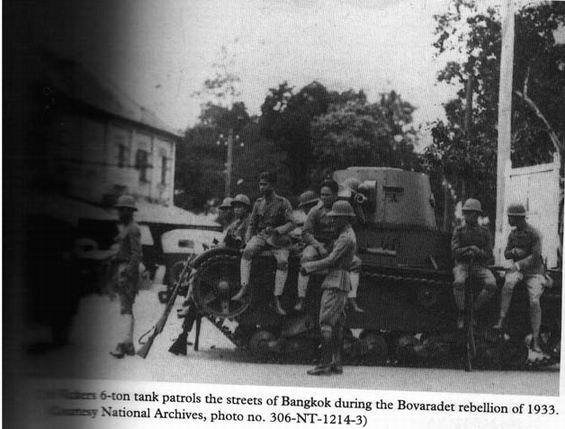 6-ton tank patrols the streets of Bangkok during the Bovaradet rebellion of 1933.
National Archives, photo no. 306-NT-1214-3)